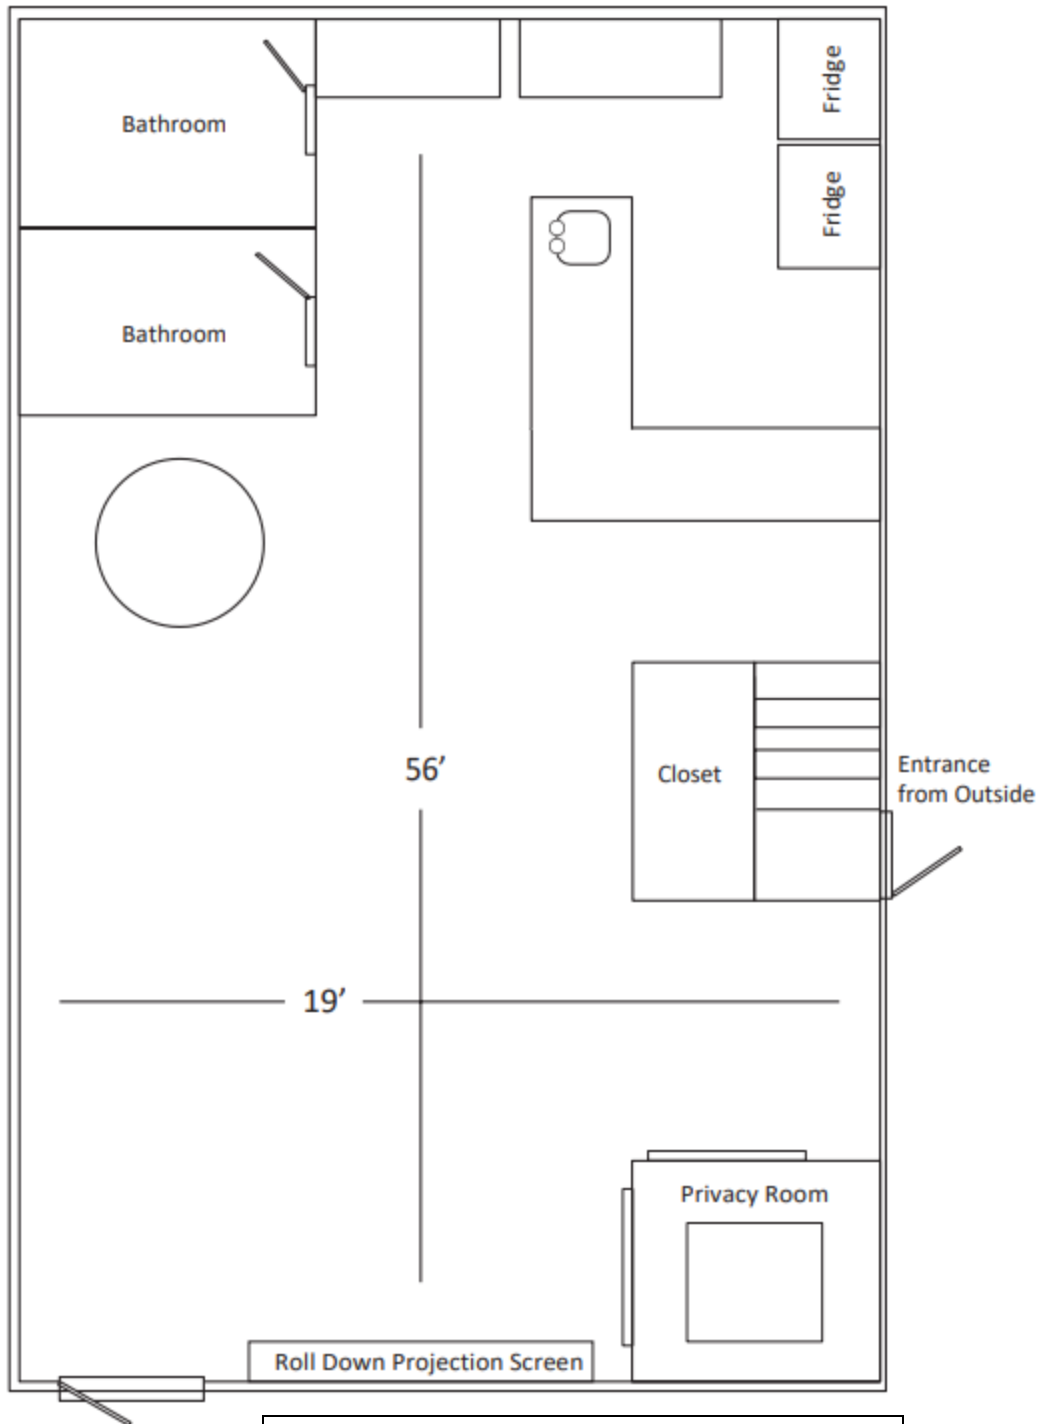 Fridge
Bathroom
Fridge
Bathroom
56’
Closet
Entrance
from Outside
19’
Privacy Room
Roll Down Projection Screen